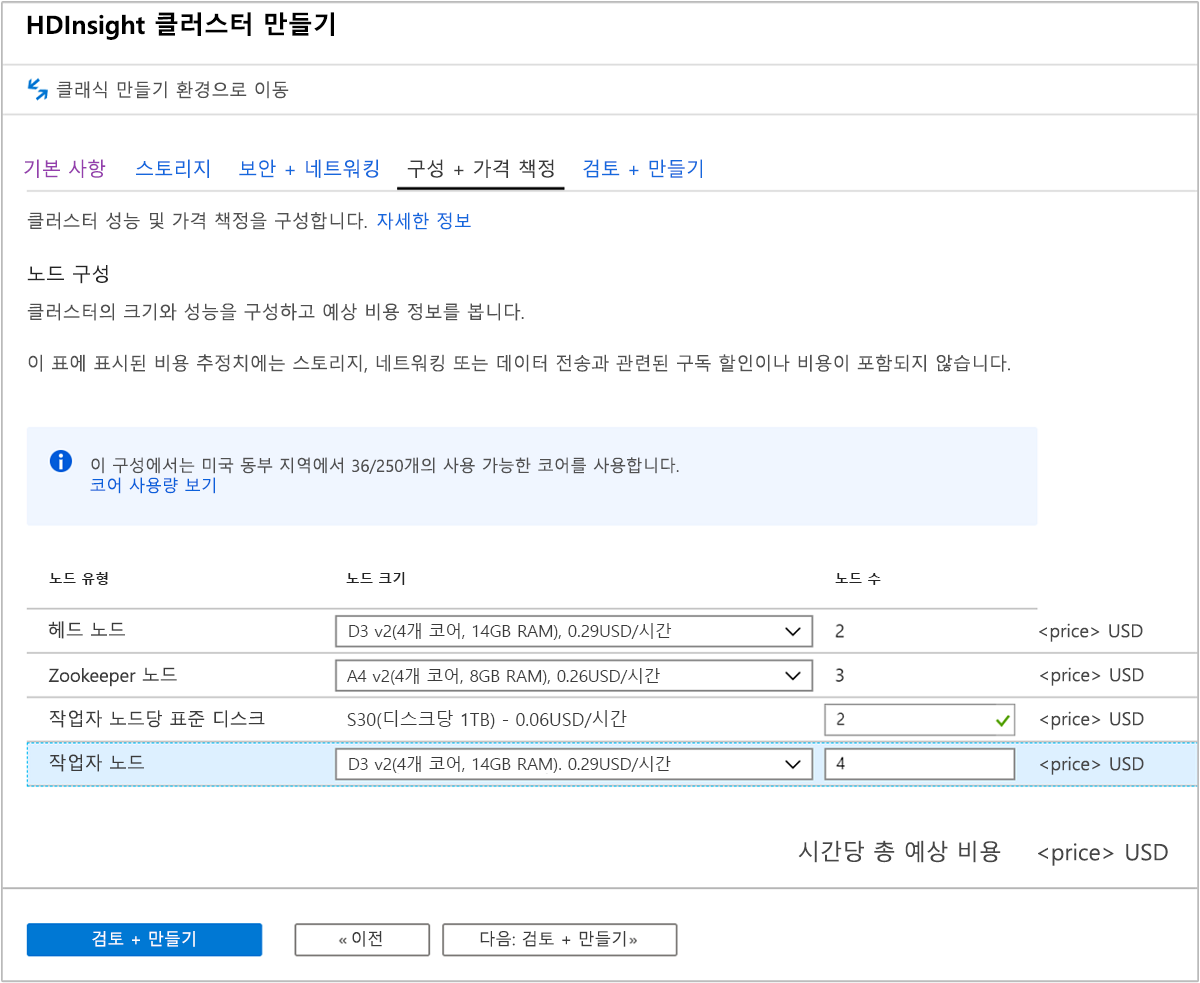 HDInsight 클러스터 만들기
클래식 만들기 환경으로 이동
기본 사항 스토리지 보안 + 네트워킹 구성 + 가격 책정 검토 + 만들기
클러스터 성능 및 가격 책정을 구성합니다. 자세한 정보
노드 구성
클러스터의 크기와 성능을 구성하고 예상 비용 정보를 봅니다.
이 표에 표시된 비용 추정치에는 스토리지, 네트워킹 또는 데이터 전송과 관련된 구독 할인이나 비용이 포함되지 않습니다.
이 구성에서는 미국 동부 지역에서 36/250개의 사용 가능한 코어를 사용합니다.
코어 사용량 보기
노드 유형 노드 크기 노드 수
헤드 노드 D3 v2(4개 코어, 14GB RAM), 0.29USD/시간 2 <price> USD
Zookeeper 노드 A4 v2(4개 코어, 8GB RAM), 0.26USD/시간 3 <price> USD
작업자 노드당 표준 디스크 S30(디스크당 1TB) - 0.06USD/시간 2 <price> USD
작업자 노드 D3 v2(4개 코어, 14GB RAM). 0.29USD/시간 4 <price> USD
시간당 총 예상 비용 <price> USD
검토 + 만들기 «이전 다음: 검토 + 만들기»